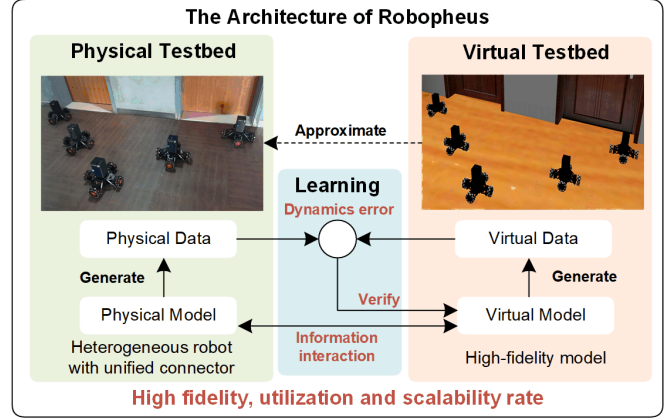 The Architecture of Robopheus
Physical Testbed
Virtual Testbed
Approximate
Learning
Dynamics error
Physical Data
Virtual Data
Generate
Generate
Verify
Physical Model
Virtual Model
Information
interaction
Heterogeneous robot
with unified connector
High-fidelity model
High fidelity, utilization and scalability rate